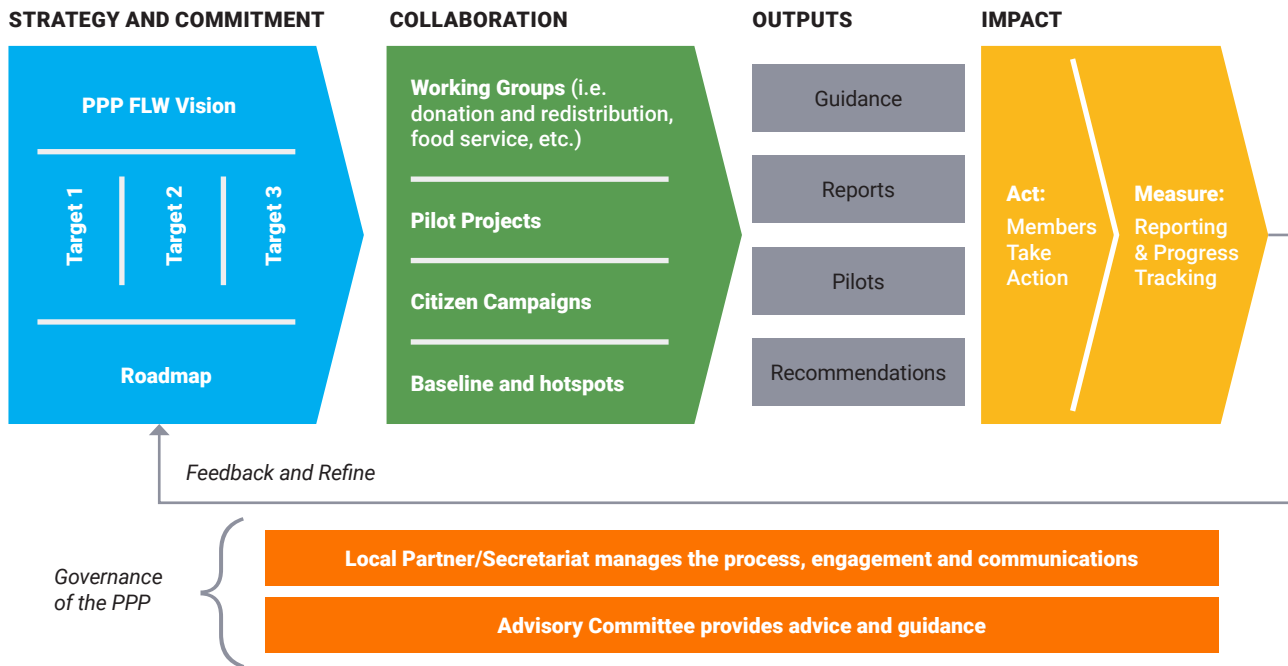 STRATEGY AND COMMITMENT
PPP FLW Vision
Target 1
Target 2
Target 3
Roadmap
COLLABORATION
Working Groups (i.e.
donation and redistribution,
food service, etc.)
Pilot Projects
Citizen Campaigns
Baseline and hotspots
OUTPUTS
Guidance
Reports
Pilots
Recommendations
IMPACT
Act:
Members
Take
Action
Measure:
Reporting
& Progress
Tracking
Feedback and Refine
Governance
of the PPP
Local Partner/Secretariat manages the process, engagement and communications
Advisory Committee provides advice and guidance